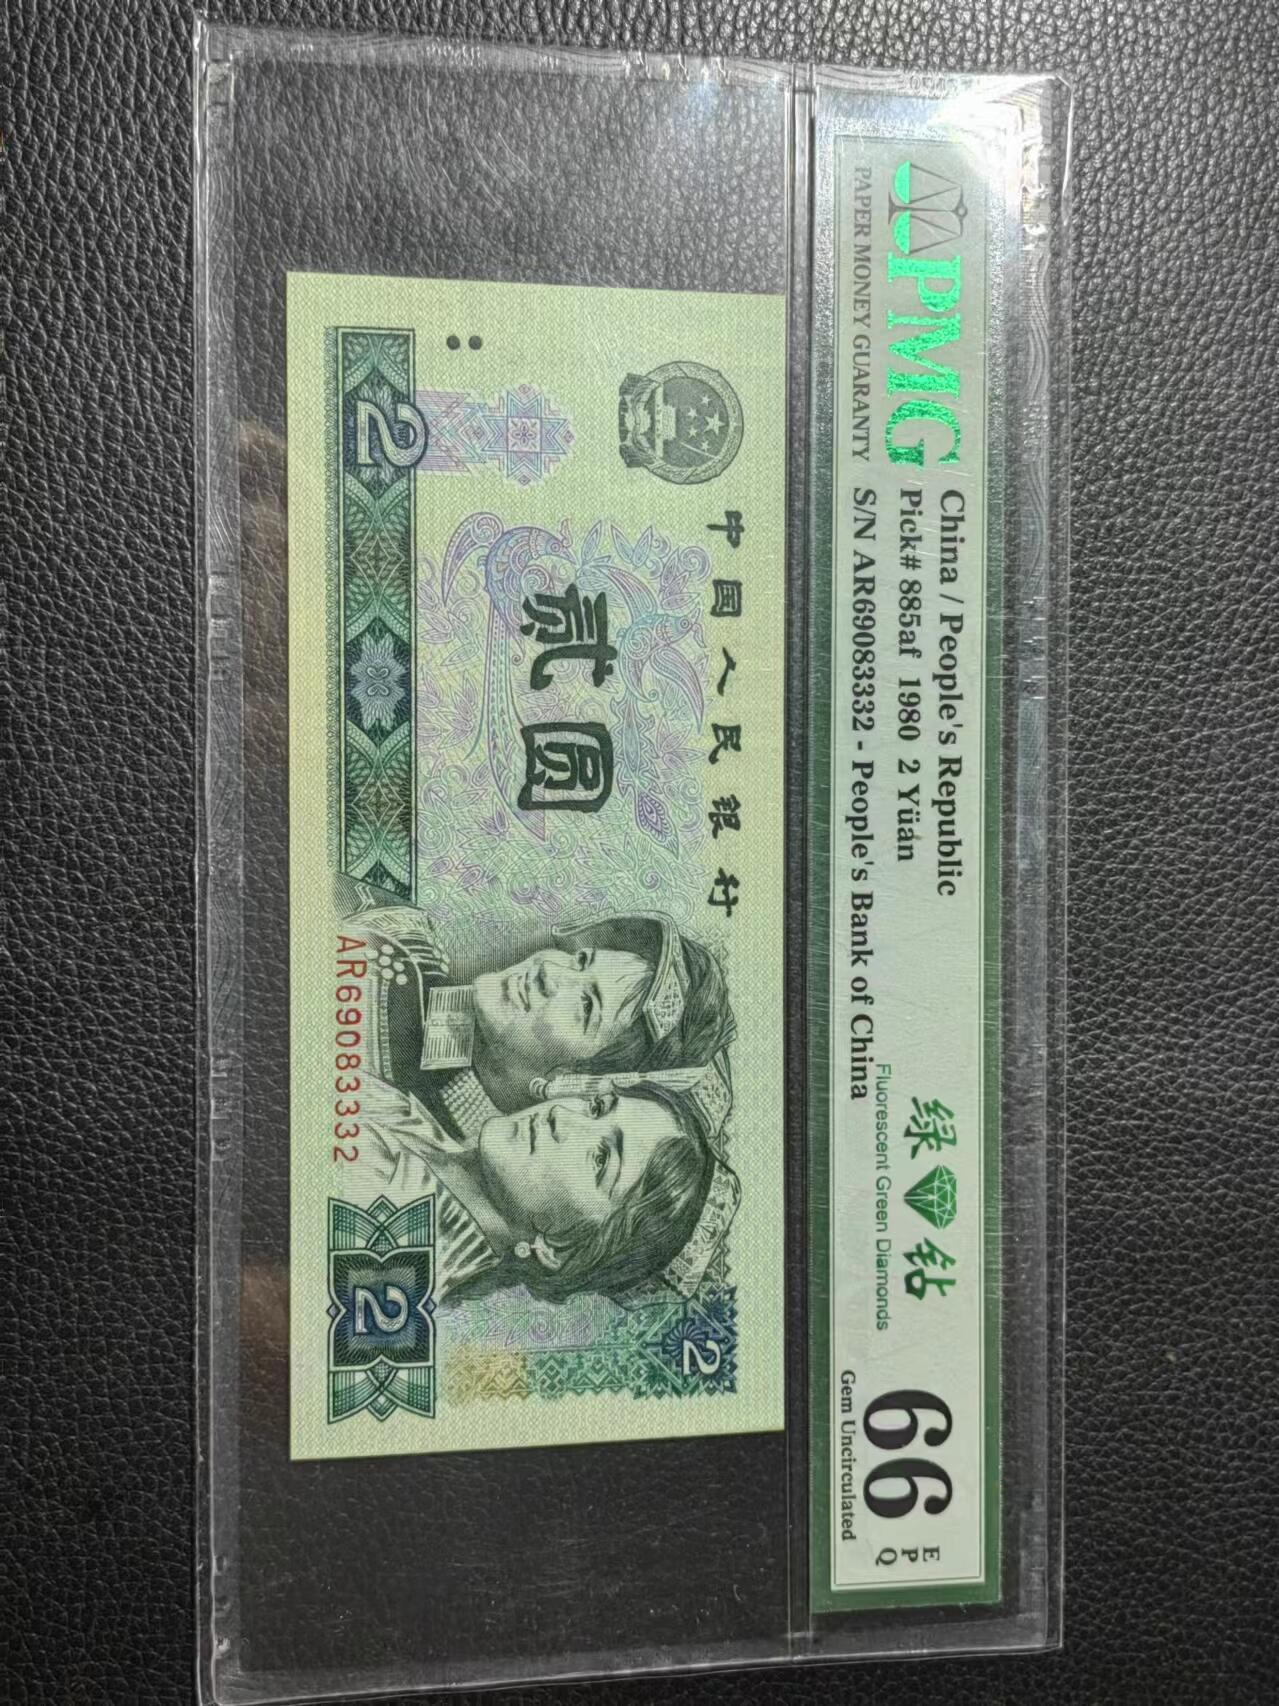 PMG
PAPER MONEY GUARANTY
China / People's Republic
Pick# 885af 1980 2 Yüan
S/N AR69083332 - People's Bank of China
绿钻
Fluorescent Green Diamonds
66
EPQ
Gem Uncirculated
中国人民银行
贰圆
2
2
2
AR69083332